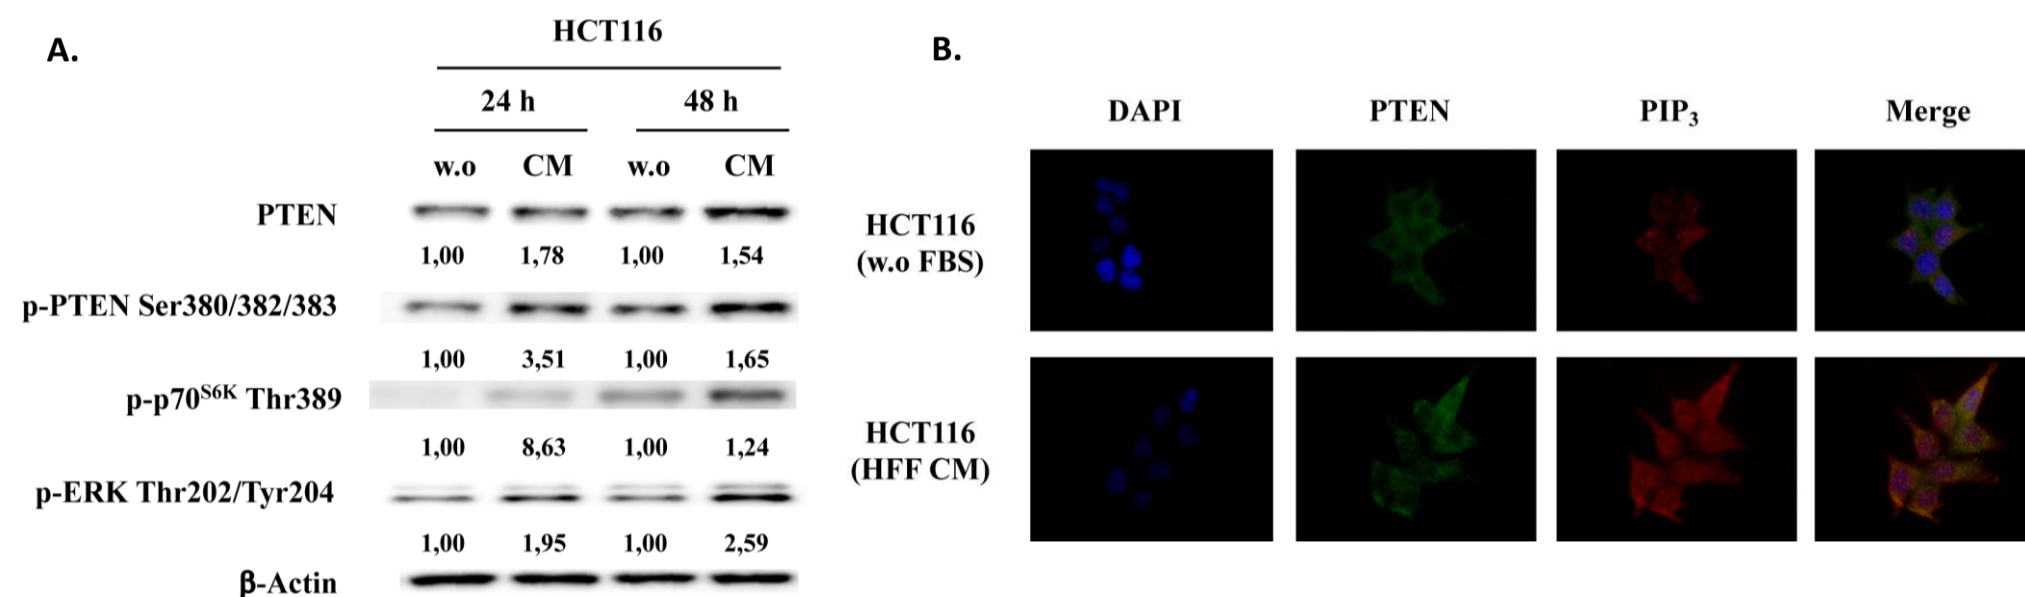 A.
HCT116
24 h 48 h
w.o CM w.o CM
PTEN
1,00 1,78 1,00 1,54
p-PTEN Ser380/382/383
1,00 3,51 1,00 1,65
p-p70S6K Thr389
1,00 8,63 1,00 1,24
p-ERK Thr202/Tyr204
1,00 1,95 1,00 2,59
β-Actin
B.
DAPI PTEN PIP3 Merge
HCT116
(w.o FBS)
HCT116
(HFF CM)